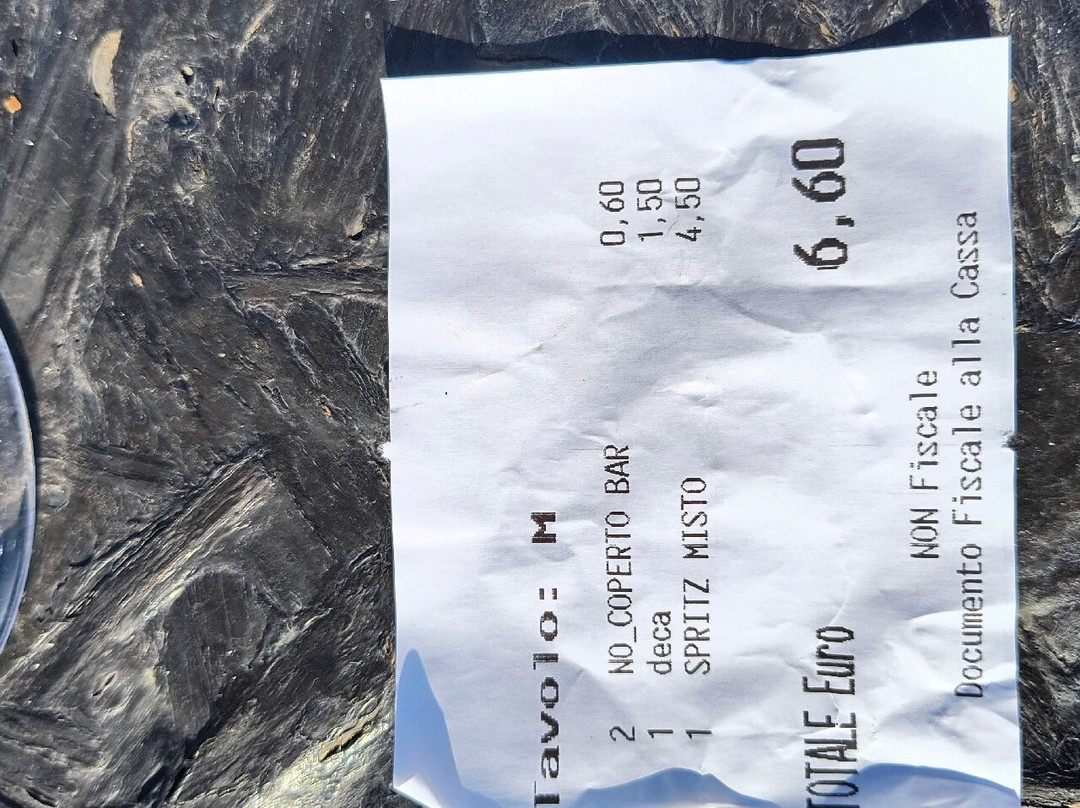 Tavolo: M
2 NO_COPERTO BAR 0,60
1 deca 1,50
1 SPRITZ MISTO 4,50
TOTALE Euro 6,60
NON Fiscale
Documento Fiscale alla Cassa